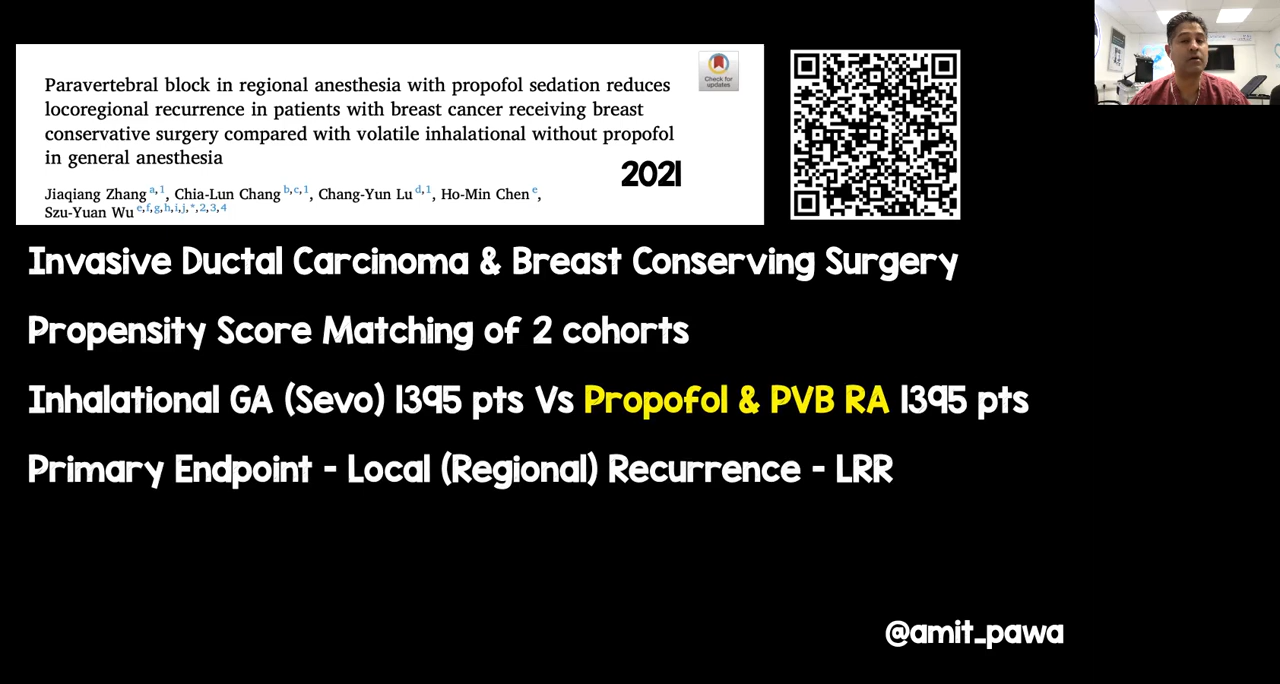 Paravertebral block in regional anesthesia with propofol sedation reduces
locoregional recurrence in patients with breast cancer receiving breast
conservative surgery compared with volatile inhalational without propofol
in general anesthesia
2021
Jiaqiang Zhang a,1, Chia-Lun Chang b,c,1, Chang-Yun Lu d,1, Ho-Min Chen e,
Szu-Yuan Wu e,f,g,h,i,j,*,2,3,4
Check for
updates
Invasive Ductal Carcinoma & Breast Conserving Surgery
Propensity Score Matching of 2 cohorts
Inhalational GA (Sevo) 1395 pts Vs Propofol & PVB RA 1395 pts
Primary Endpoint - Local (Regional) Recurrence - LRR
@amit_pawa